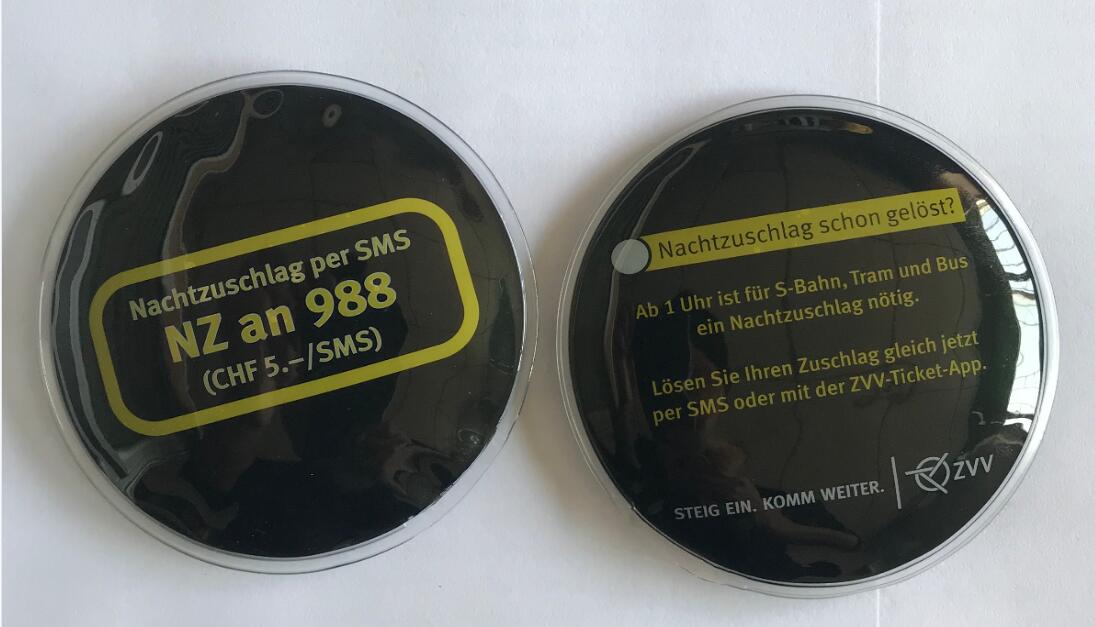 Nachtzuschlag per SMS
NZ an 988
(CHF 5.–/SMS)
Nachtzuschlag schon gelöst?
Ab 1 Uhr ist für S-Bahn, Tram und Bus
ein Nachtzuschlag nötig.
Lösen Sie Ihren Zuschlag gleich jetzt
per SMS oder mit der ZVV-Ticket-App.
STEIG EIN. KOMM WEITER.
ZVV